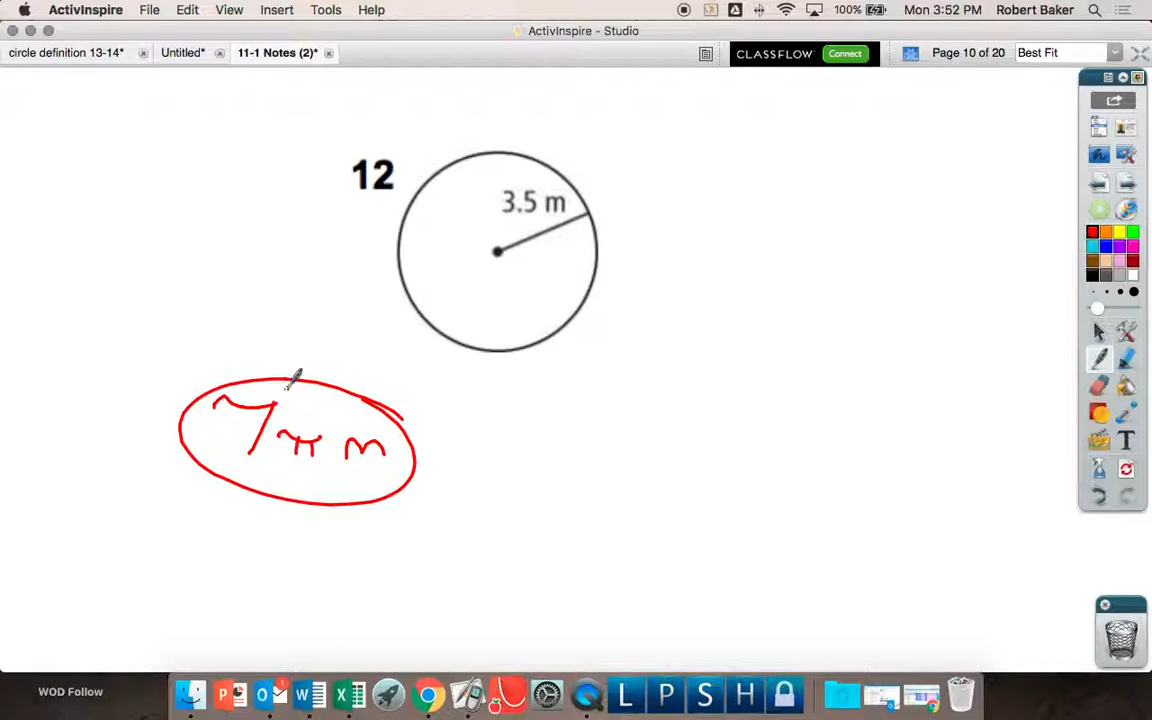 ActivInspire File Edit View Insert Tools Help 100% Mon 3:52 PM Robert Baker
ActivInspire - Studio
circle definition 13-14* Untitled* 11-1 Notes (2)* CLASSFLOW Connect Page 10 of 20 Best Fit
12
3.5 m
7π m
WOD Follow P O 1 W X L P S H